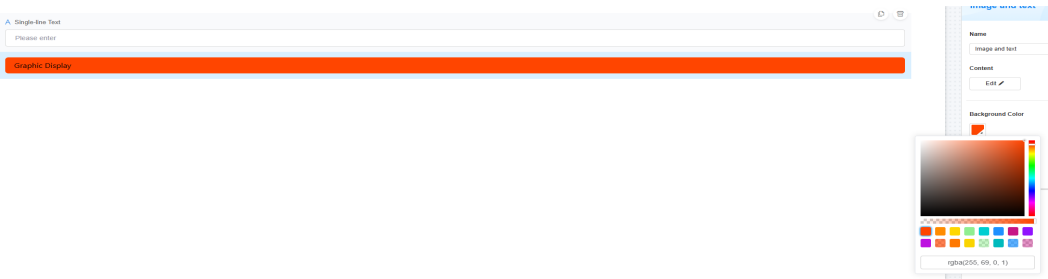 Image and text
A Single-line Text
Please enter
Graphic Display
Name
Image and text
Content
Edit
Background Color
rgba(255, 69, 0, 1)